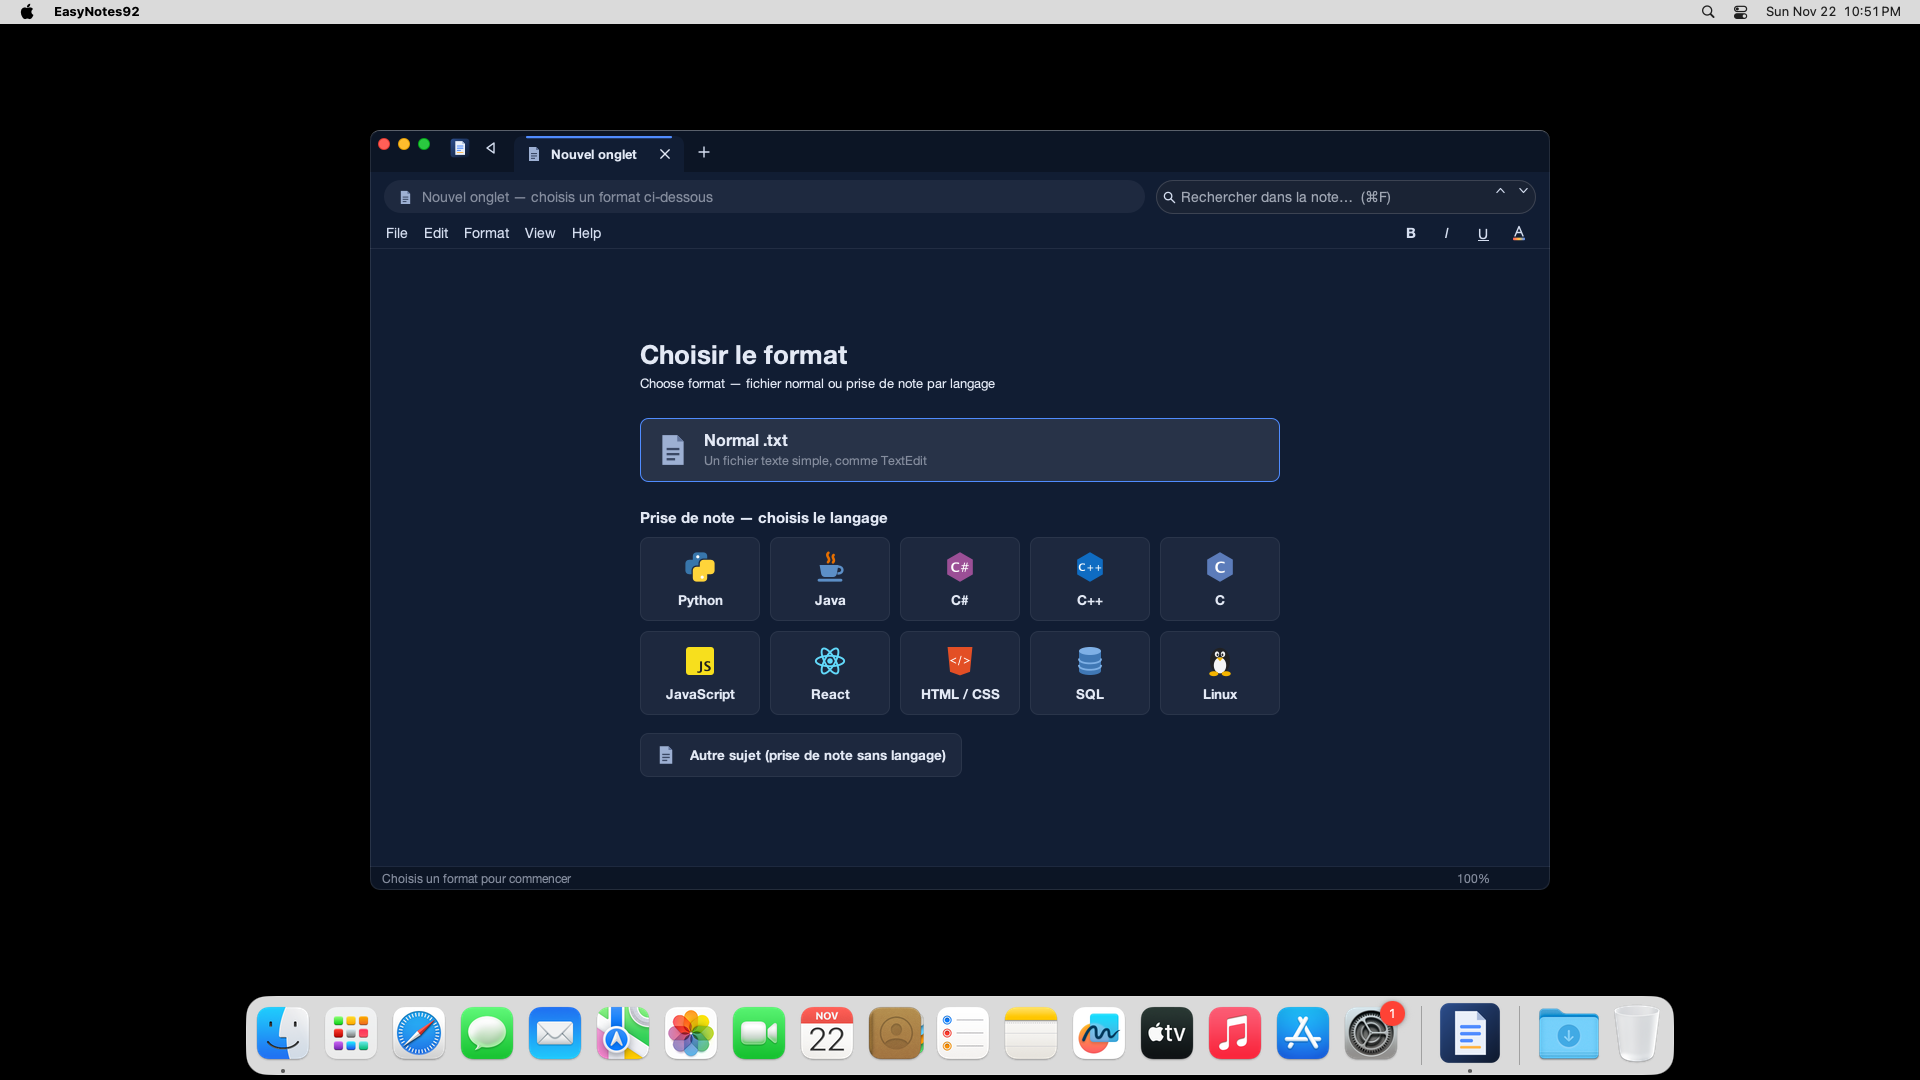 EasyNotes92
Sun Nov 22 10:51 PM
Nouvel onglet
Nouvel onglet — choisis un format ci-dessous
Rechercher dans la note… (⌘F)
File Edit Format View Help
B I U A
Choisir le format
Choose format — fichier normal ou prise de note par langage
Normal .txt
Un fichier texte simple, comme TextEdit
Prise de note — choisis le langage
C# C++ C
Python Java C# C++ C
JS </>
JavaScript React HTML / CSS SQL Linux
Autre sujet (prise de note sans langage)
Choisis un format pour commencer
100%
NOV
22
tv
1